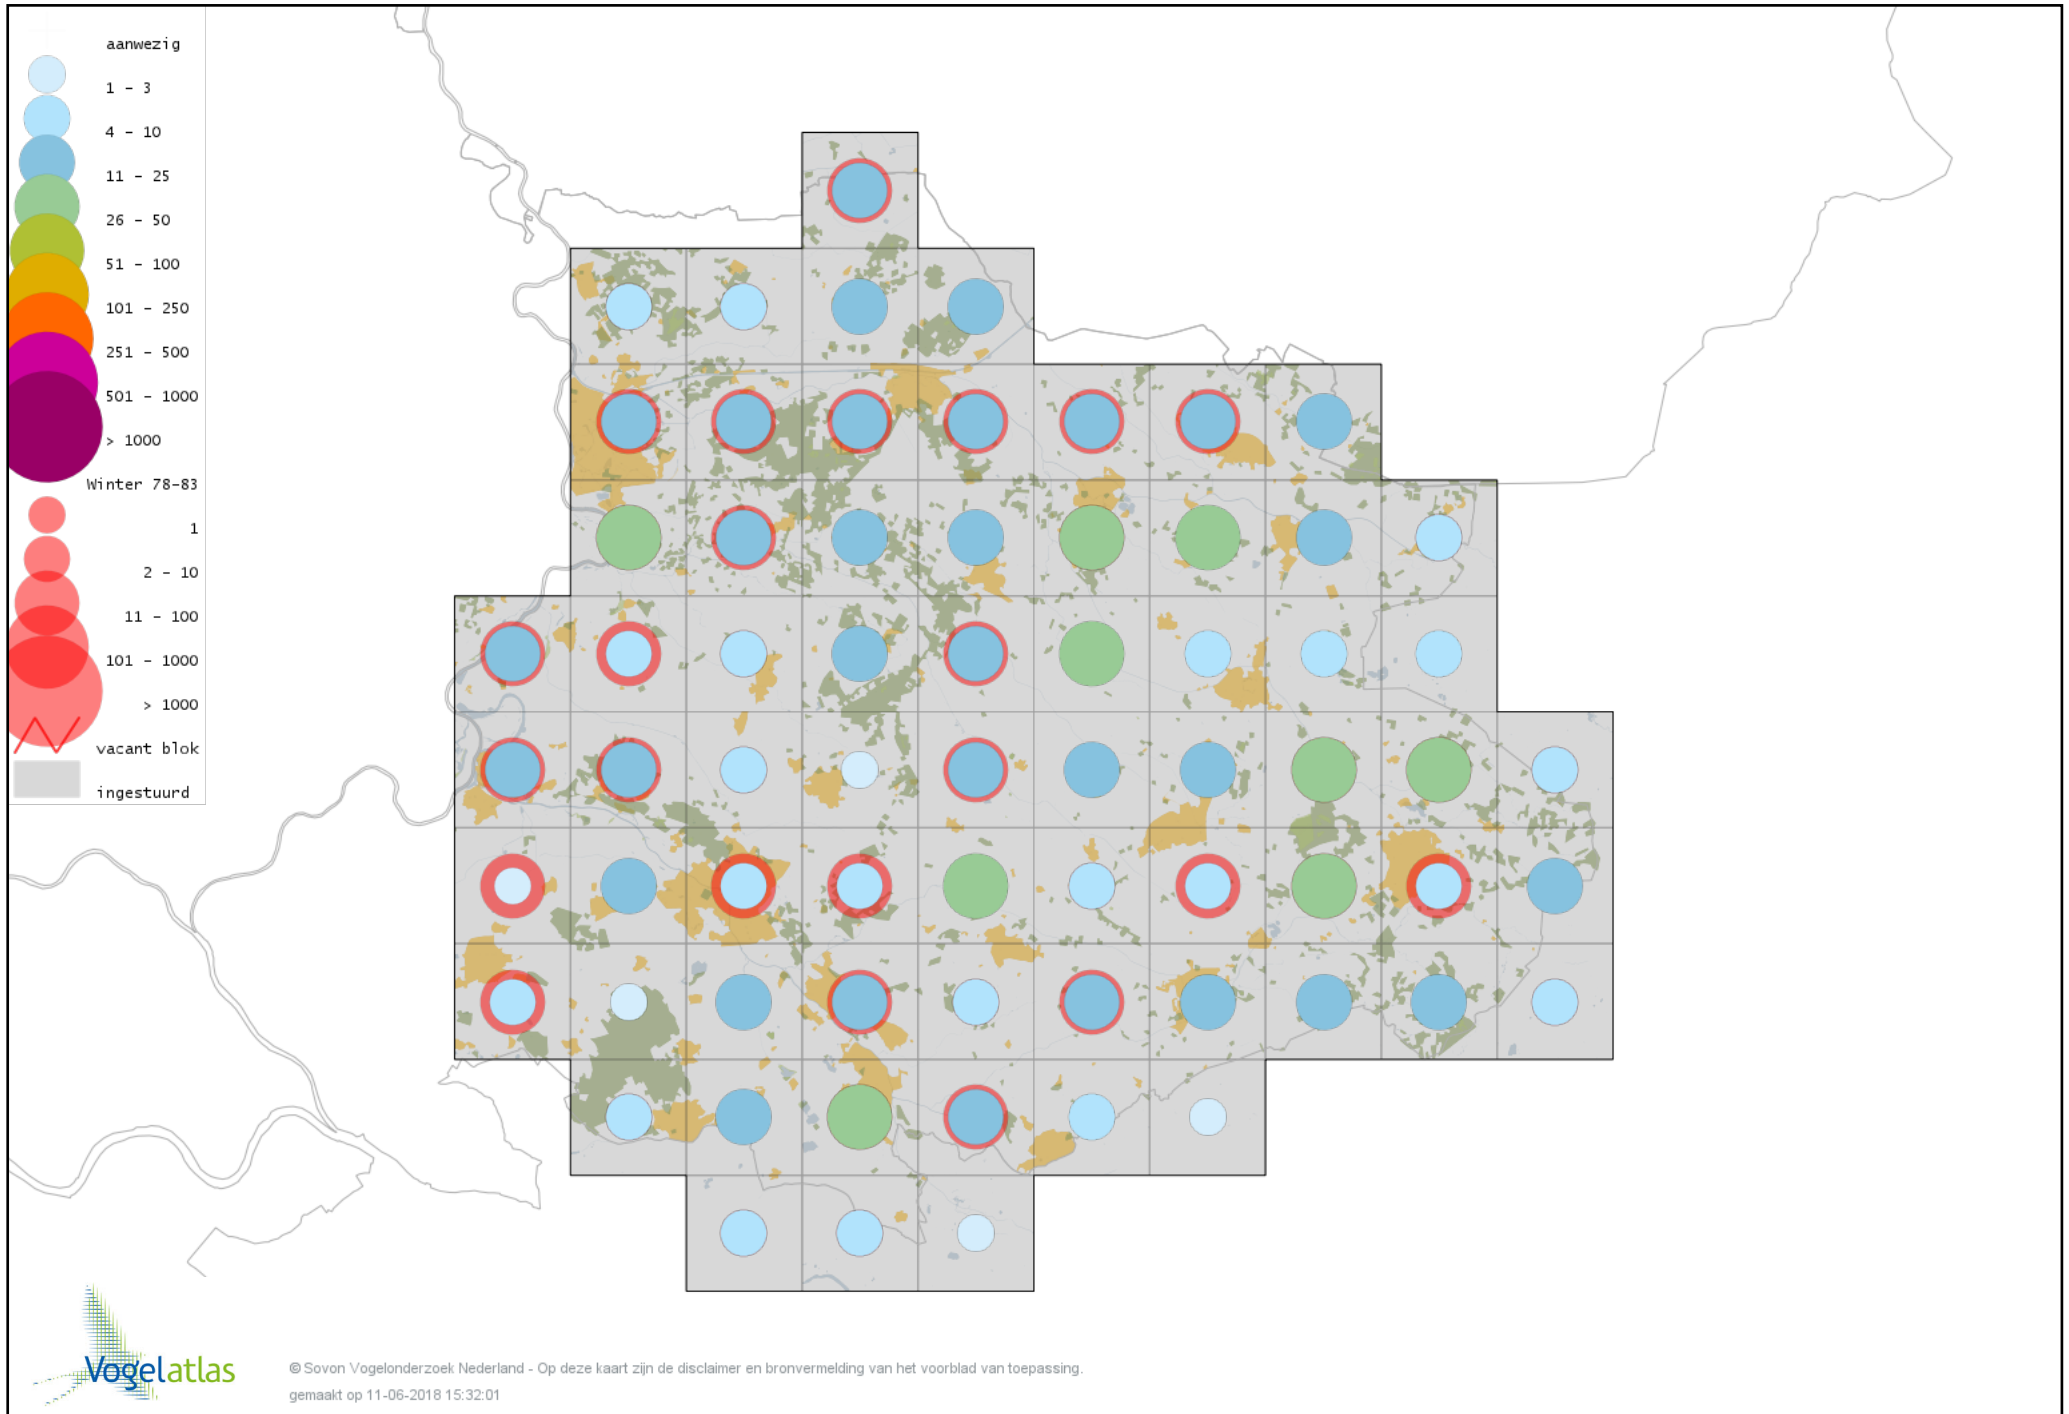 aanwezig
1 – 3
4 – 10
11 – 25
26 – 50
51 – 100
101 – 250
251 – 500
501 – 1000
> 1000
Winter 78-83
1
2 – 10
11 – 100
101 – 1000
> 1000
vacant blok
ingestuurd
Vogelatlas
© Sovon Vogelonderzoek Nederland - Op deze kaart zijn de disclaimer en bronvermelding van het voorblad van toepassing.
gemaakt op 11-06-2018 15:32:01